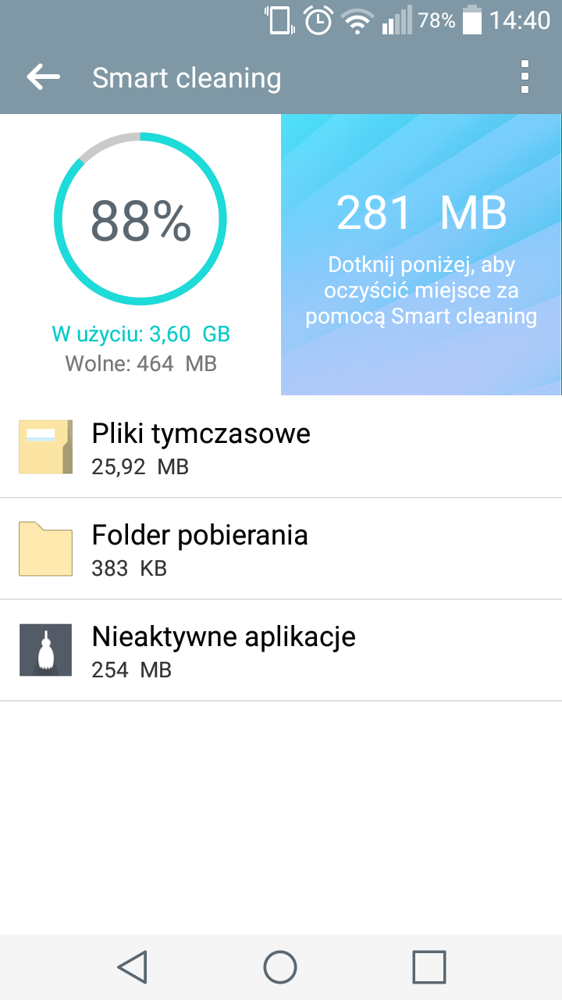 78% 14:40
Smart cleaning
88%
W użyciu: 3,60 GB
Wolne: 464 MB
281 MB
Dotknij poniżej, aby
oczyścić miejsce za
pomocą Smart cleaning
Pliki tymczasowe
25,92 MB
Folder pobierania
383 KB
Nieaktywne aplikacje
254 MB